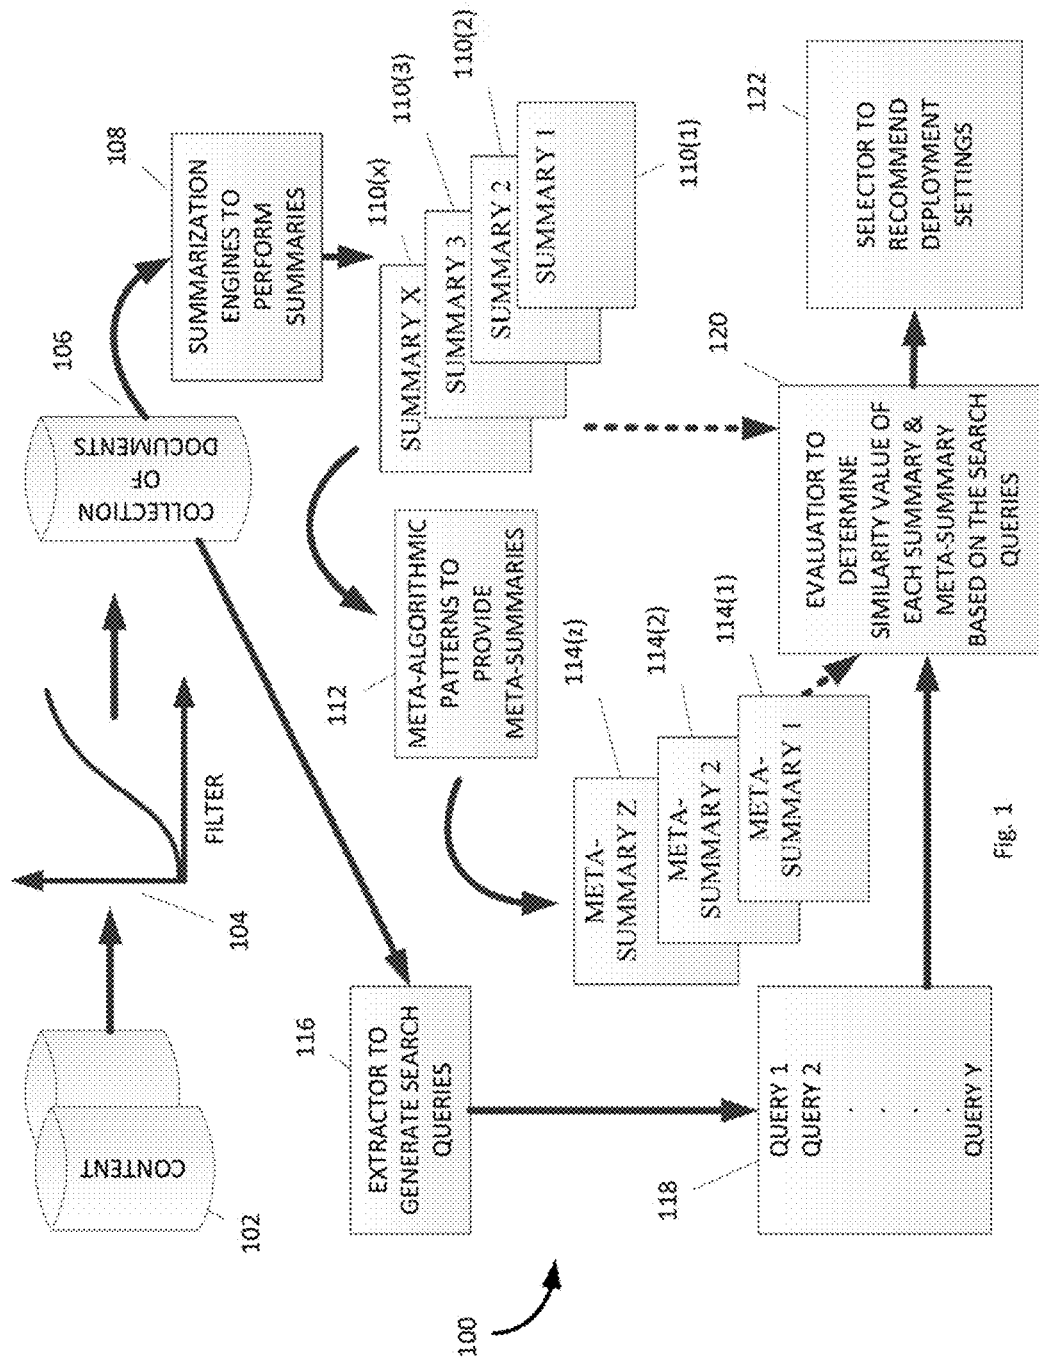 100
102
CONTENT
104
FILTER
106
COLLECTION
OF
DOCUMENTS
108
SUMMARIZATION
ENGINES TO
PERFORM
SUMMARIES
110(x)
110(3)
110(2)
110(1)
SUMMARY X
SUMMARY 3
SUMMARY 2
SUMMARY 1
112
META-ALGORITHMIC
PATTERNS TO
PROVIDE
META-SUMMARIES
114(z)
114(2)
114(1)
META-
SUMMARY Z
META-
SUMMARY 2
META-
SUMMARY 1
116
EXTRACTOR TO
GENERATE SEARCH
QUERIES
118
QUERY 1
QUERY 2
. . . .
QUERY Y
120
EVALUATOR TO
DETERMINE
SIMILARITY VALUE OF
EACH SUMMARY &
META-SUMMARY
BASED ON THE SEARCH
QUERIES
122
SELECTOR TO
RECOMMEND
DEPLOYMENT
SETTINGS
Fig. 1